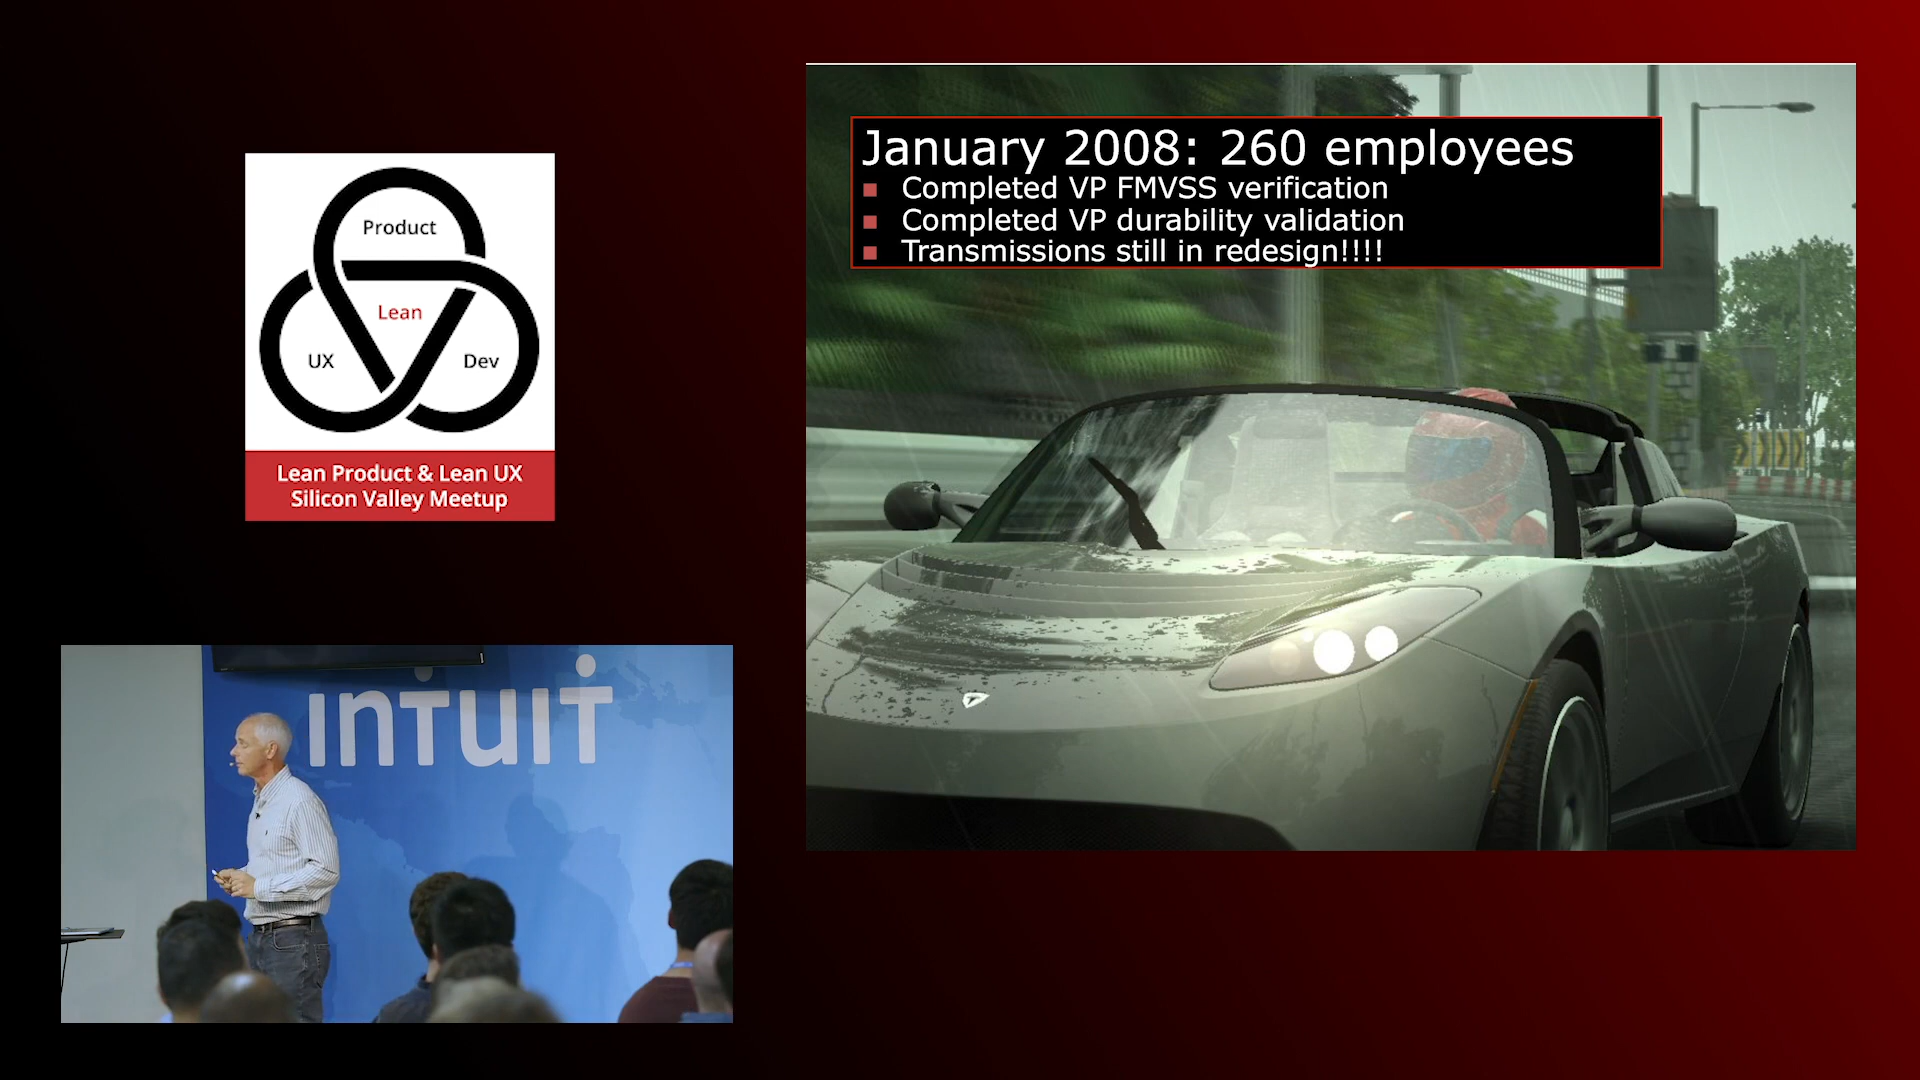 January 2008: 260 employees
Completed VP FMVSS verification
Completed VP durability validation
Transmissions still in redesign!!!!
Product
Lean
UX
Dev
Lean Product & Lean UX
Silicon Valley Meetup
INTUIT